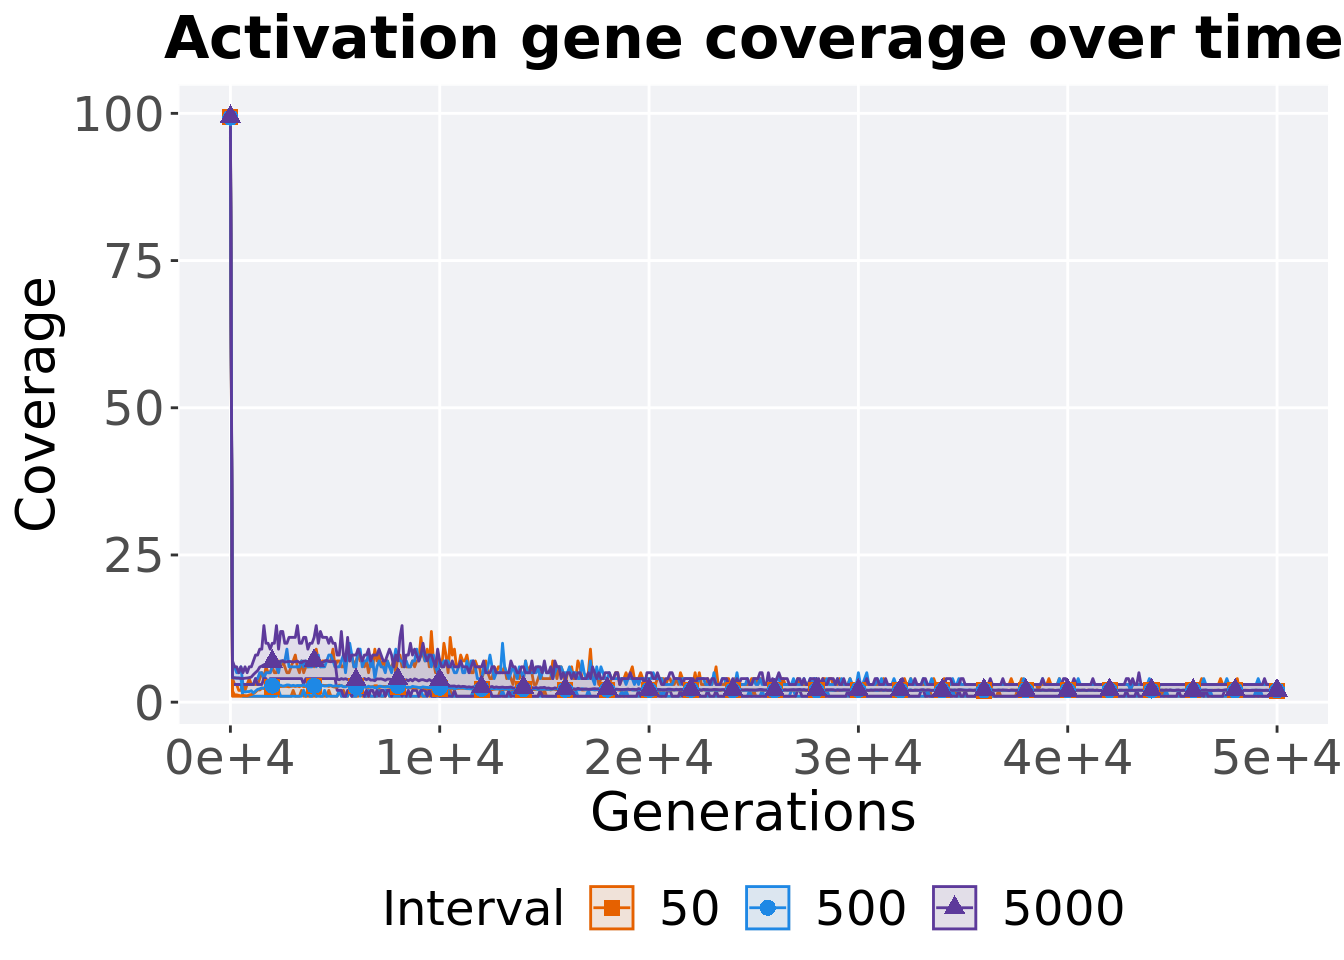 Activation gene coverage over time
Coverage
100
75
50
25
0
0e+4 1e+4 2e+4 3e+4 4e+4 5e+4
Generations
Interval 50 500 5000